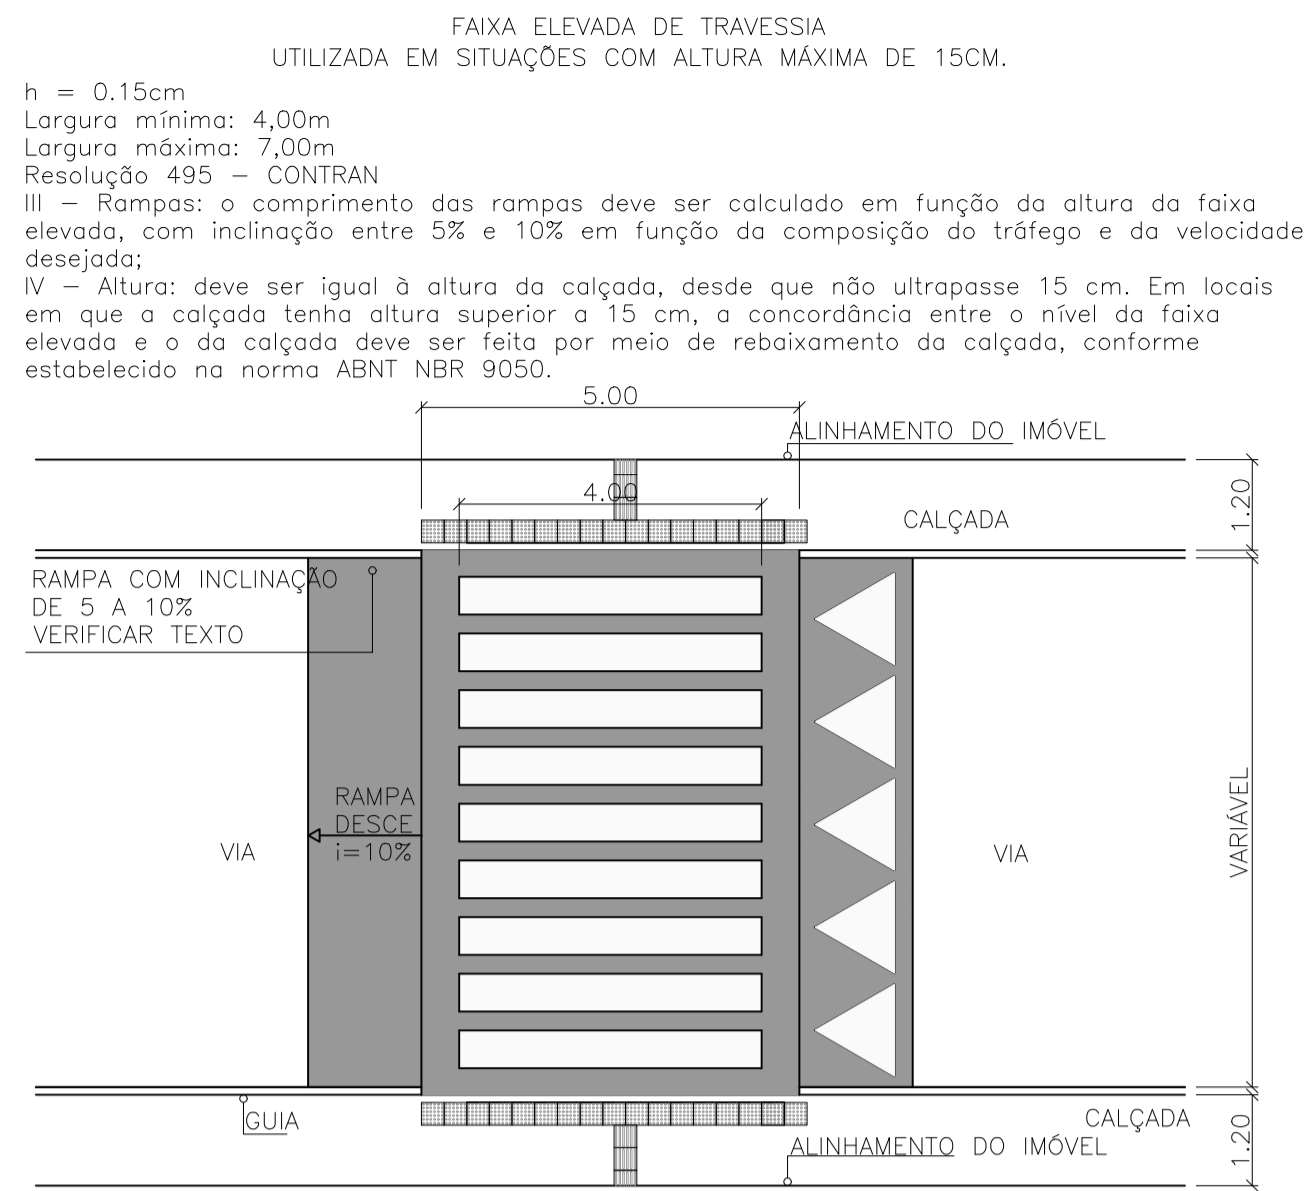 FAIXA ELEVADA DE TRAVESSIA
UTILIZADA EM SITUAÇÕES COM ALTURA MÁXIMA DE 15CM.
h = 0.15cm
Largura mínima: 4,00m
Largura máxima: 7,00m
Resolução 495 – CONTRAN
III – Rampas: o comprimento das rampas deve ser calculado em função da altura da faixa
elevada, com inclinação entre 5% e 10% em função da composição do tráfego e da velocidade
desejada;
IV – Altura: deve ser igual à altura da calçada, desde que não ultrapasse 15 cm. Em locais
em que a calçada tenha altura superior a 15 cm, a concordância entre o nível da faixa
elevada e o da calçada deve ser feita por meio de rebaixamento da calçada, conforme
estabelecido na norma ABNT NBR 9050.
5.00
ALINHAMENTO DO IMÓVEL
4.00
1.20
CALÇADA
RAMPA COM INCLINAÇÃO
DE 5 A 10%
VERIFICAR TEXTO
RAMPA
DESCE
i=10%
VIA
VIA
VARIÁVEL
GUIA
CALÇADA
ALINHAMENTO DO IMÓVEL
1.20